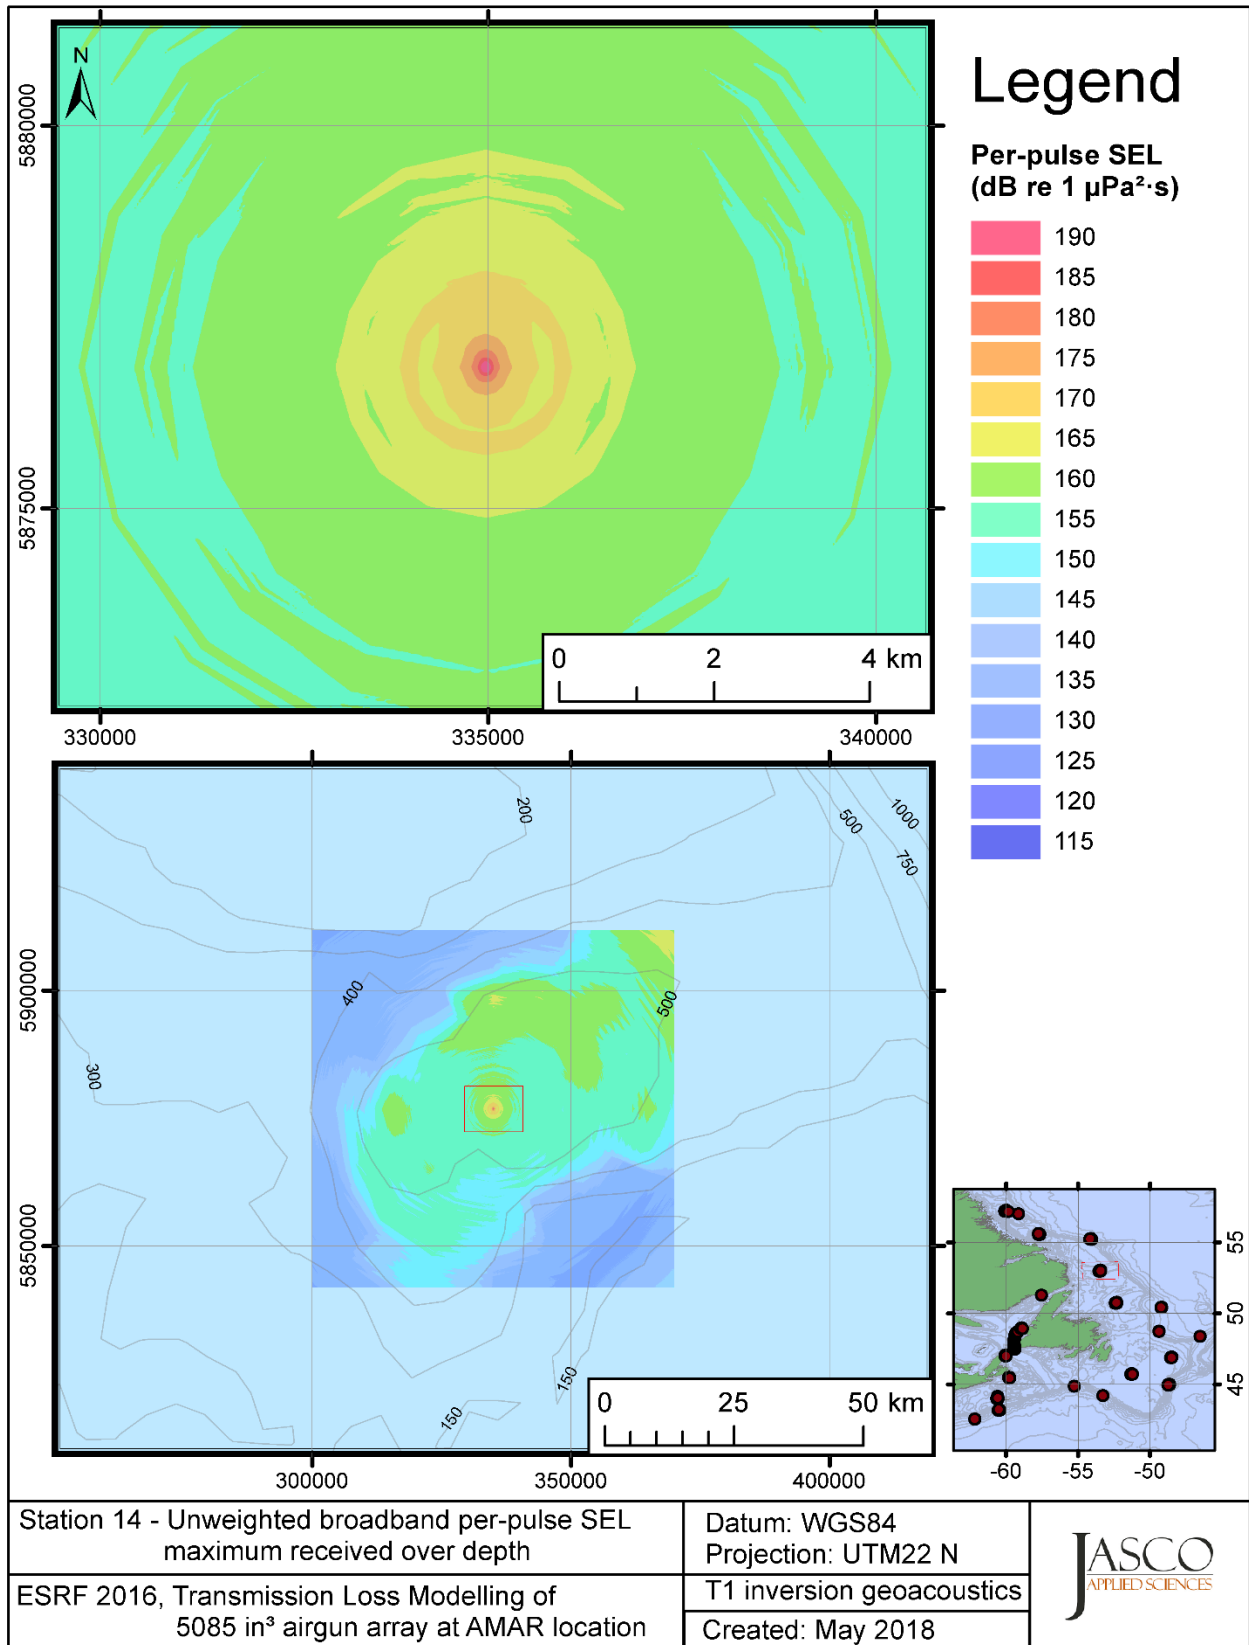 N
5880000
5875000
0 2 4 km
330000 335000 340000
Legend
Per-pulse SEL
(dB re 1 µPa²·s)
190
185
180
175
170
165
160
155
150
145
140
135
130
125
120
115
200
500
1000
750
400
500
300
150
150
5900000
5850000
0 25 50 km
300000 350000 400000
55
50
45
-60 -55 -50
Station 14 - Unweighted broadband per-pulse SEL
maximum received over depth
ESRF 2016, Transmission Loss Modelling of
5085 in³ airgun array at AMAR location
Datum: WGS84
Projection: UTM22 N
T1 inversion geoacoustics
Created: May 2018
JASCO
APPLIED SCIENCES